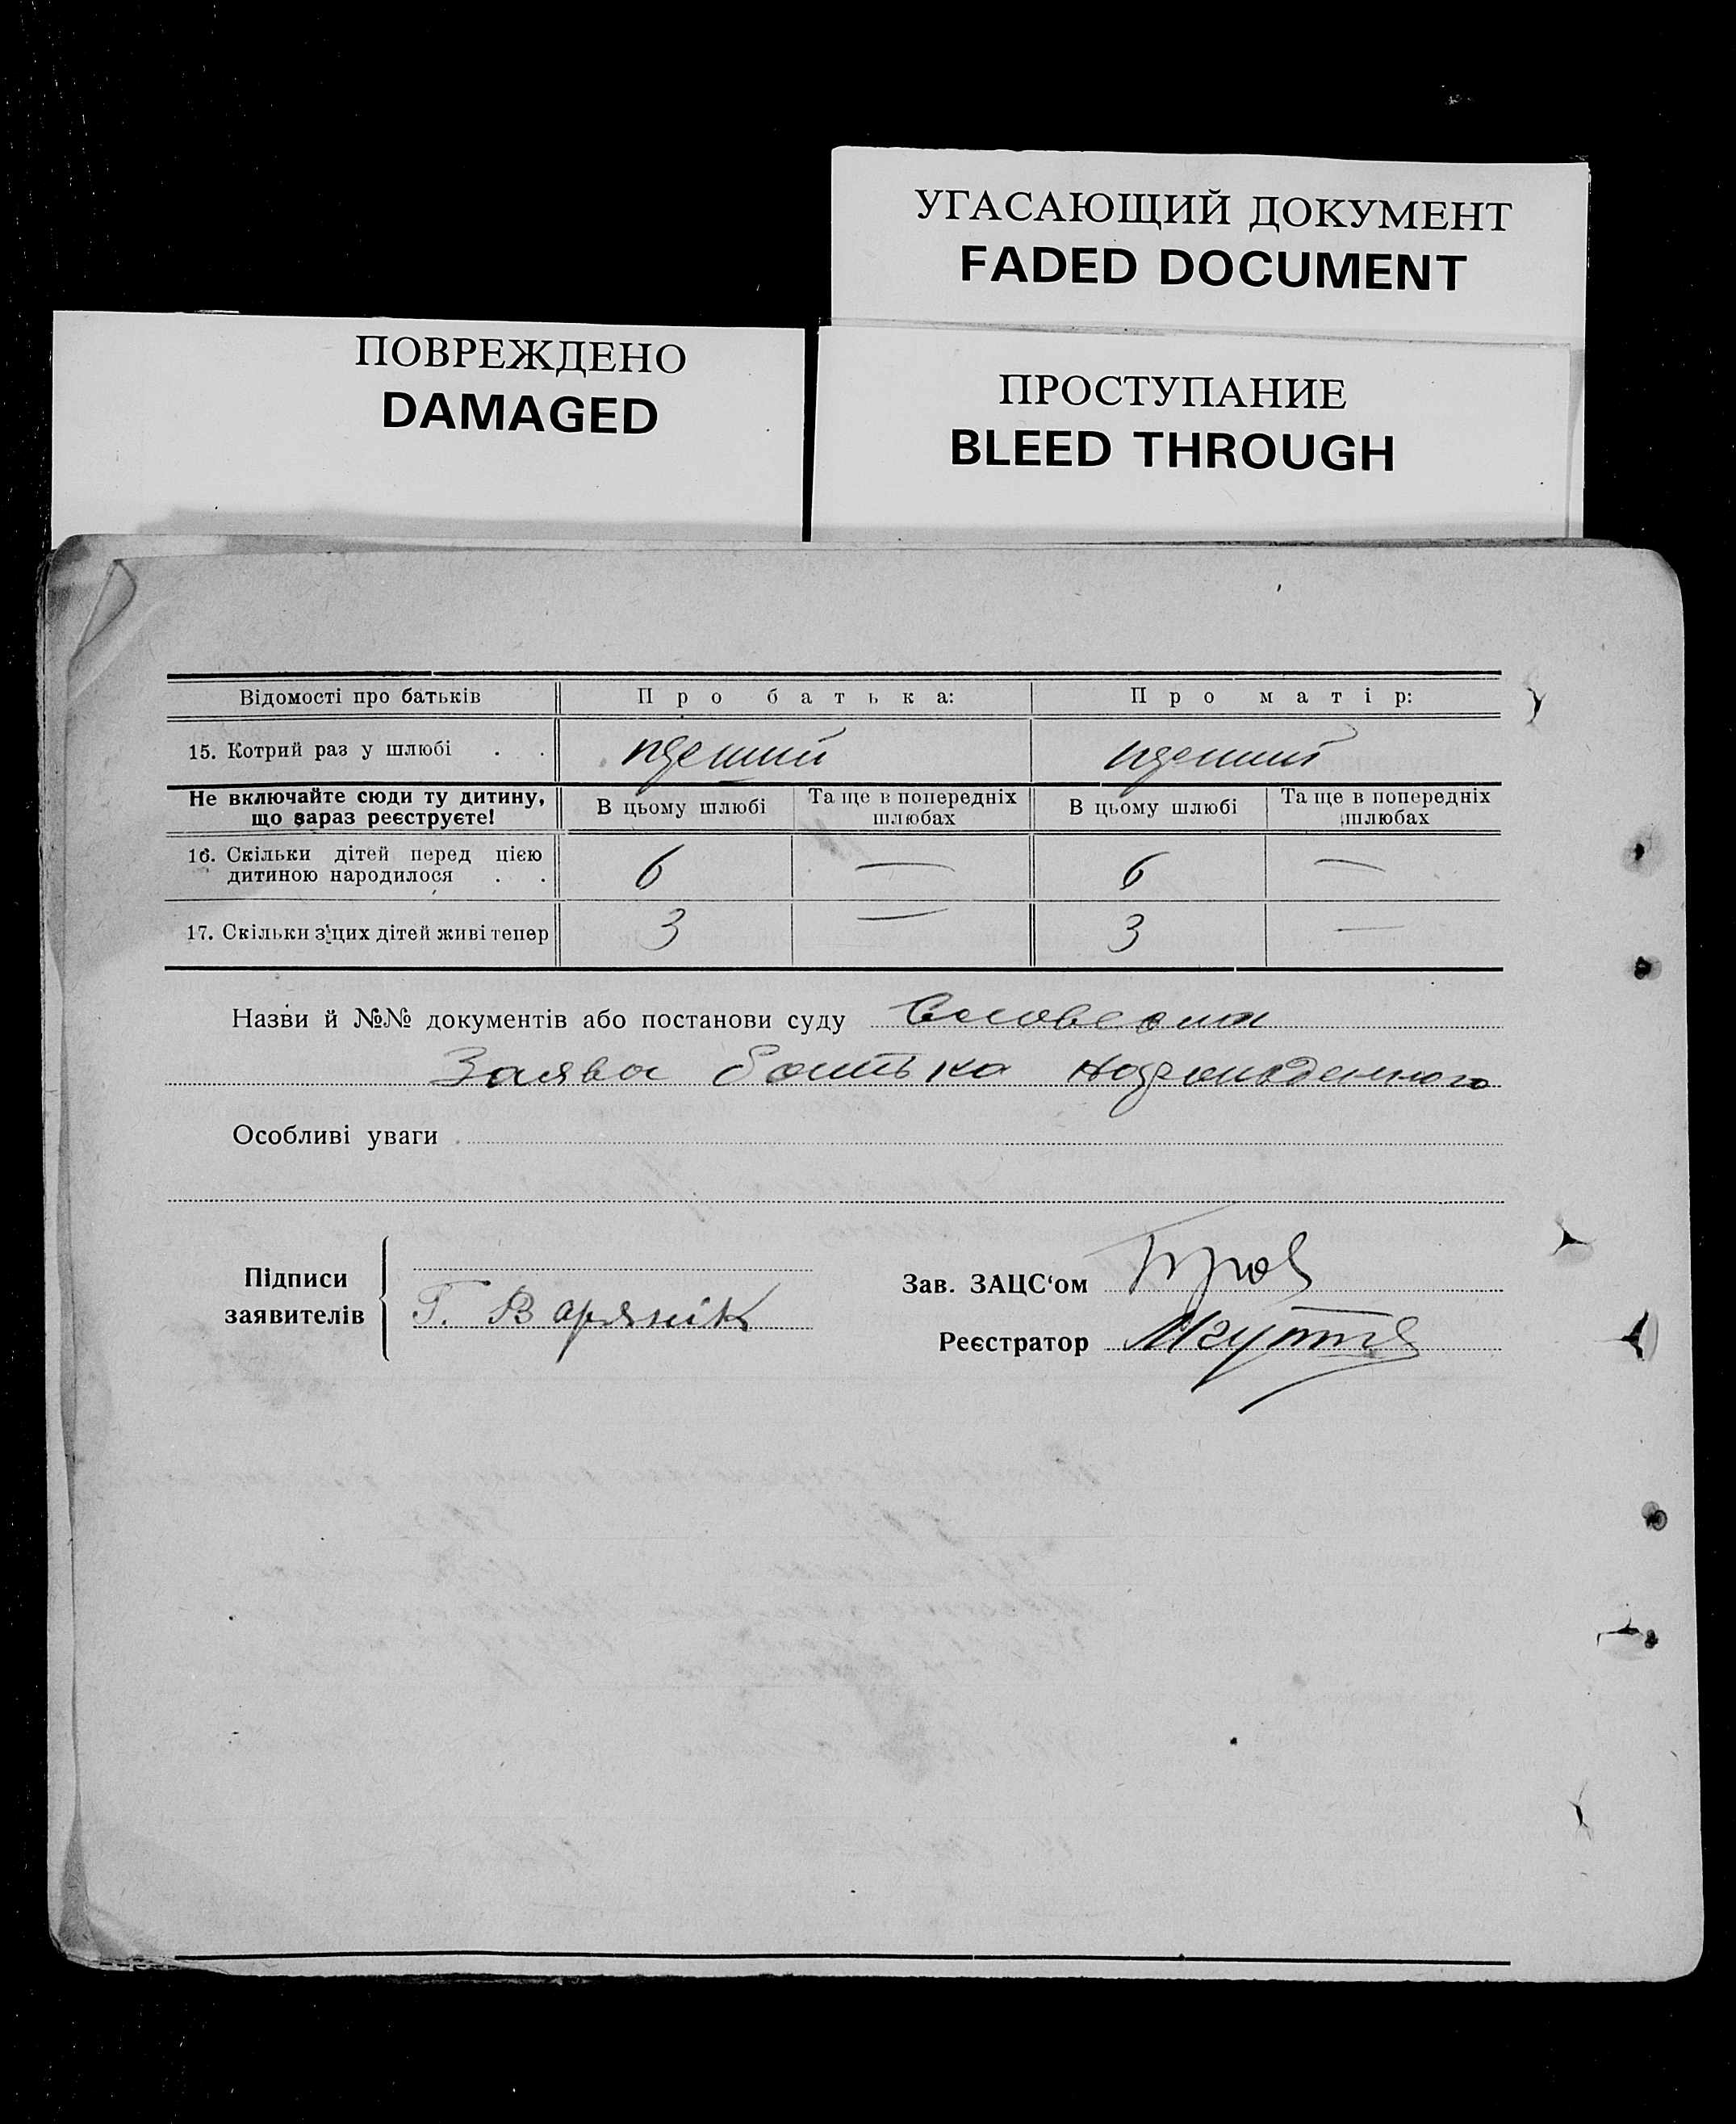 УГАСАЮЩИЙ ДОКУМЕНТ
FADED DOCUMENT
ПОВРЕЖДЕНО
DAMAGED
ПРОСТУПАНИЕ
BLEED THROUGH
Відомості про батьків Про батька: Про матір:
15. Котрий раз у шлюбі . . перший перший
Не включайте сюди ту дитину, що зараз реєструєте! В цьому шлюбі Та ще в попередніх шлюбах В цьому шлюбі Та ще в попередніх шлюбах
16. Скільки дітей перед цією
дитиною народилося . . 6 — 6 —
17. Скільки з цих дітей живі тепер 3 — 3 —
Назви й №№ документів або постанови суду Словесна
Заява батька народженного
Особливі уваги
Підписи
заявителів
Г. Варяник
Зав. ЗАЦС‘ом
Реєстратор